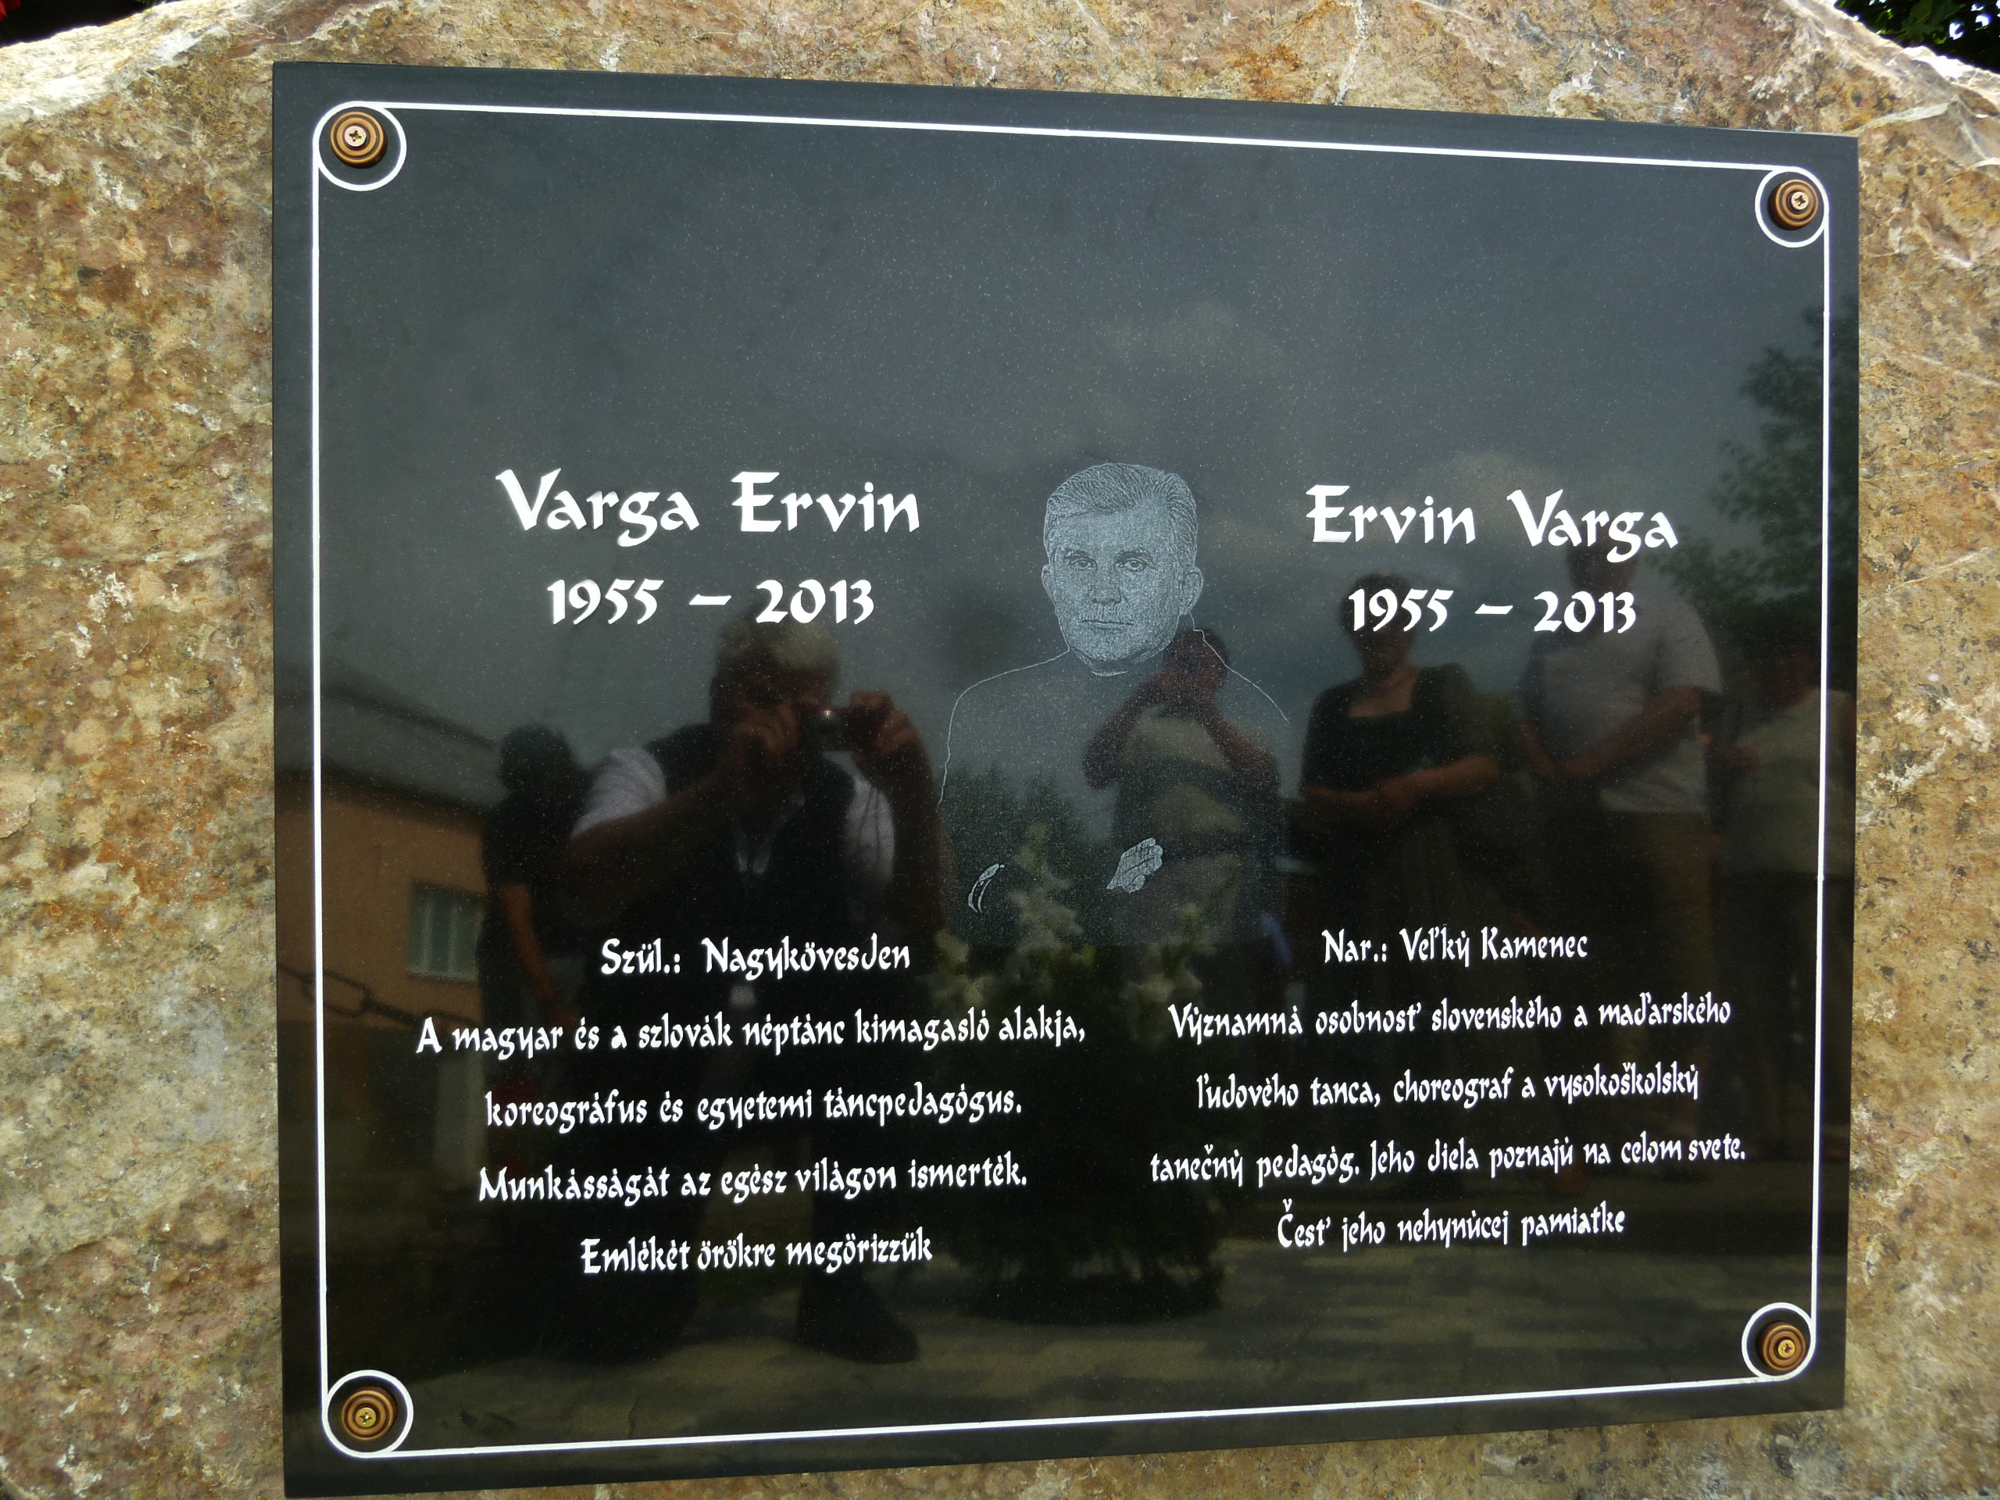 Varga Ervin
1955 – 2013
Szül.: Nagykövesden
A magyar és a szlovák néptánc kimagasló alakja,
koreográfus és egyetemi táncpedagógus.
Munkásságát az egész világon ismerték.
Emlékét örökre megőrizzük
Ervin Varga
1955 – 2013
Nar.: Veľký Kamenec
Významná osobnosť slovenského a maďarského
ľudového tanca, choreograf a vysokoškolský
tanečný pedagóg. Jeho diela poznajú na celom svete.
Česť jeho nehynúcej pamiatke